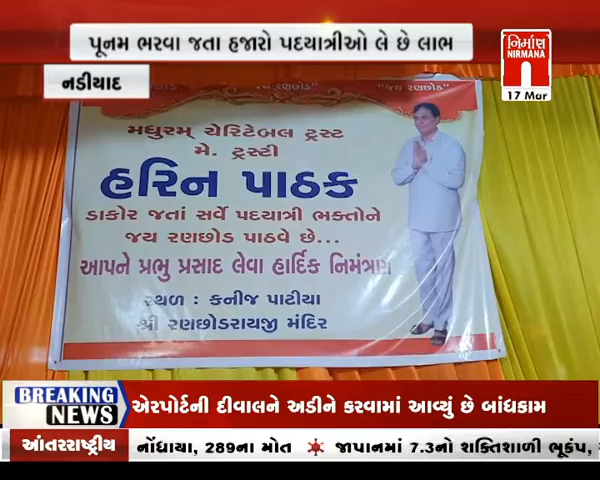 પૂનમ ભરવા જતા હજારો પદયાત્રીઓ લે છે લાભ
નિર્માણ
NIRMANA
17 Mar
નડીયાદ
જય રણછોડ"
"જય રણછોડ"
મધુરમ્ ચેરિટેબલ ટ્રસ્ટ
મે. ટ્રસ્ટી
હરિન પાઠક
ડાકોર જતાં સર્વે પદયાત્રી ભક્તોને
જય રણછોડ પાઠવે છે...
આપને પ્રભુ પ્રસાદ લેવા હાર્દિક નિમંત્રણ
સ્થળ : કનીજ પાટીયા
શ્રી રણછોડરાયજી મંદિર
BREAKING NEWS
એરપોર્ટની દીવાલને અડીને કરવામાં આવ્યું છે બાંધકામ
આંતરરાષ્ટ્રીય નોંધાયા, 289ના મોત જાપાનમાં 7.3નો શક્તિશાળી ભૂકંપ,